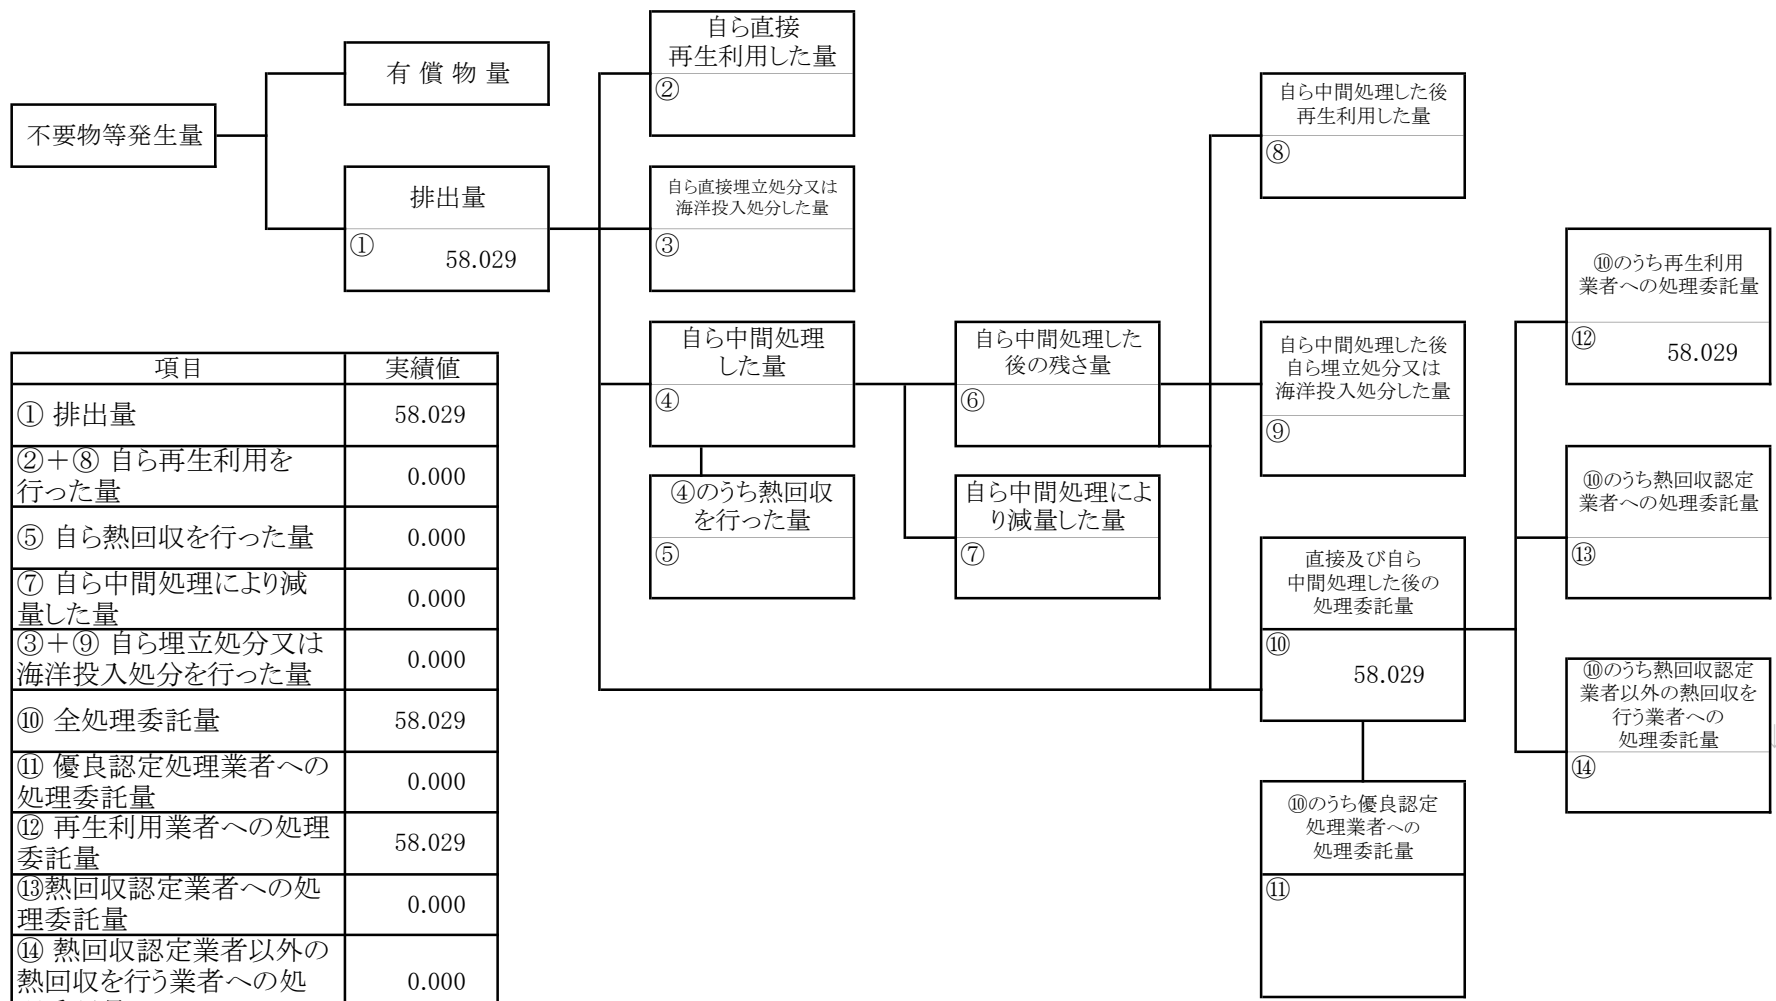 不要物等発生量
有 償 物 量
排出量
①
58.029
自ら直接
再生利用した量
②
自ら直接埋立処分又は
海洋投入処分した量
③
自ら中間処理
した量
④
④のうち熱回収
を行った量
⑤
自ら中間処理した
後の残さ量
⑥
自ら中間処理によ
り減量した量
⑦
自ら中間処理した後
再生利用した量
⑧
自ら中間処理した後
自ら埋立処分又は
海洋投入処分した量
⑨
直接及び自ら
中間処理した後の
処理委託量
⑩
58.029
⑩のうち優良認定
処理業者への
処理委託量
⑪
⑩のうち再生利用
業者への処理委託量
⑫
58.029
⑩のうち熱回収認定
業者への処理委託量
⑬
⑩のうち熱回収認定
業者以外の熱回収を
行う業者への
処理委託量
⑭
項目 実績値
① 排出量 58.029
②＋⑧ 自ら再生利用を
行った量 0.000
⑤ 自ら熱回収を行った量 0.000
⑦ 自ら中間処理により減
量した量 0.000
③＋⑨ 自ら埋立処分又は
海洋投入処分を行った量 0.000
⑩ 全処理委託量 58.029
⑪ 優良認定処理業者への
処理委託量 0.000
⑫ 再生利用業者への処理
委託量 58.029
⑬熱回収認定業者への処
理委託量 0.000
⑭ 熱回収認定業者以外の
熱回収を行う業者への処 0.000